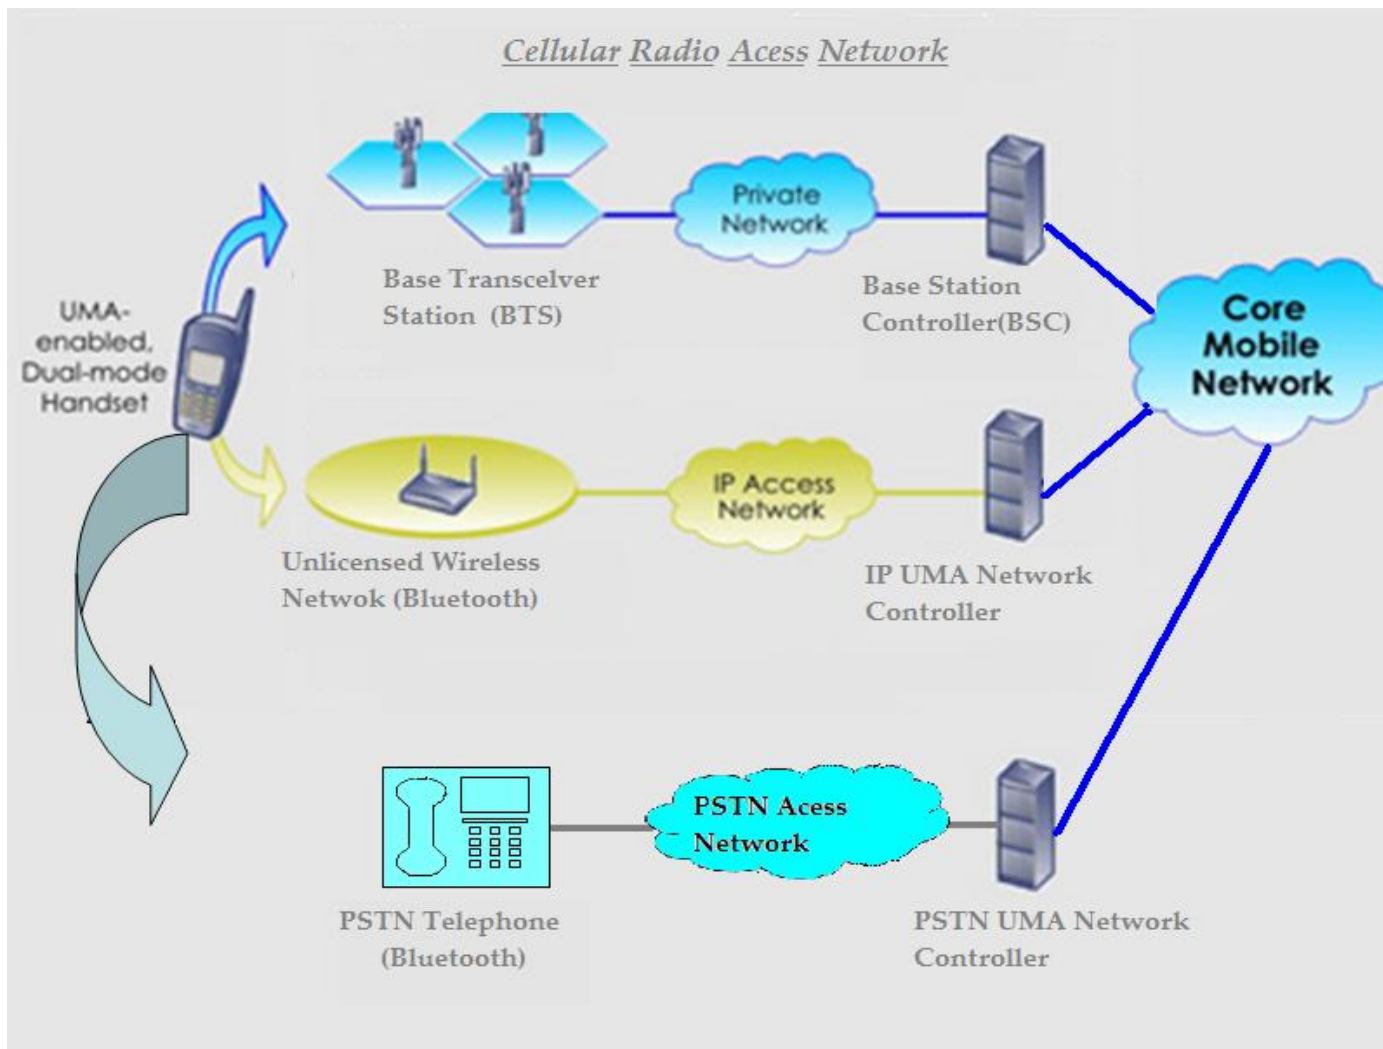 Cellular Radio Acess Network
Private
Network
Base Transcelver
Station (BTS)
Base Station
Controller(BSC)
UMA-
enabled,
Dual-mode
Handset
Core
Mobile
Network
IP Access
Network
Unlicensed Wireless
Netwok (Bluetooth)
IP UMA Network
Controller
PSTN Acess
Network
PSTN Telephone
(Bluetooth)
PSTN UMA Network
Controller